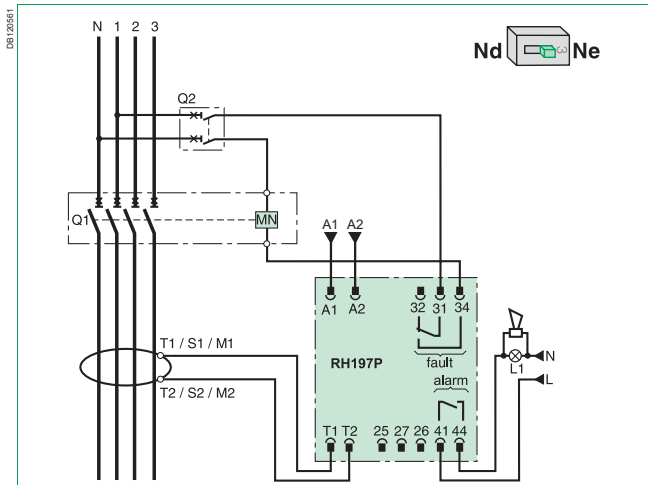 DB120561
N 1 2 3
Nd 3 Ne
Q2
Q1
MN
A1 A2
A1 A2
32 31 34
fault
RH197P
alarm
T1 / S1 / M1
T2 / S2 / M2
T1 T2 25 27 26 41 44
L1
N
L